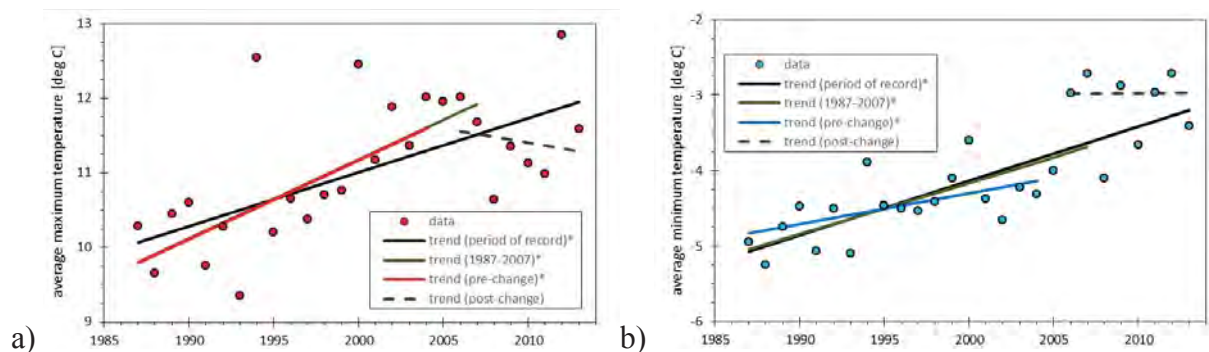 a)
average maximum temperature [deg C]
13
12
11
10
9
data
trend (period of record)*
trend (1987-2007)*
trend (pre-change)*
trend (post-change)
1985 1990 1995 2000 2005 2010
b)
average minimum temperature [deg C]
-2
-3
-4
-5
-6
data
trend (period of record)*
trend (1987-2007)*
trend (pre-change)*
trend (post-change)
1985 1990 1995 2000 2005 2010